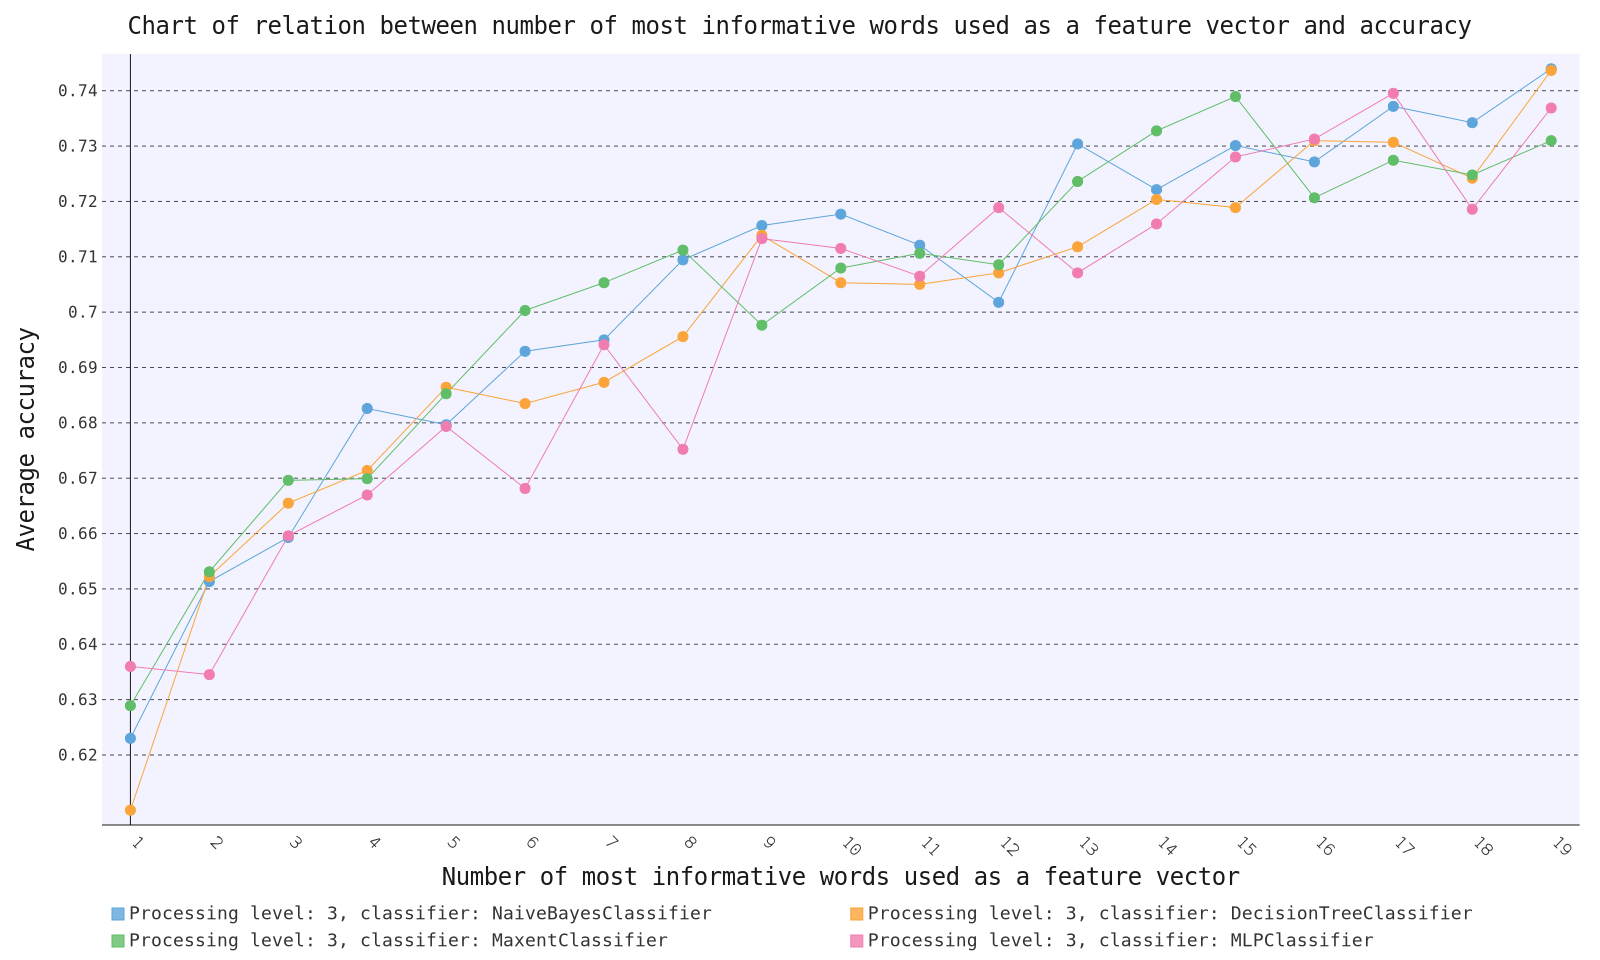 Chart of relation between number of most informative words used as a feature vector and accuracy
0.74
0.73
0.72
0.71
0.7
0.69
0.68
0.67
0.66
0.65
0.64
0.63
0.62
Average accuracy
1 2 3 4 5 6 7 8 9 10 11 12 13 14 15 16 17 18 19
Number of most informative words used as a feature vector
Processing level: 3, classifier: NaiveBayesClassifier
Processing level: 3, classifier: DecisionTreeClassifier
Processing level: 3, classifier: MaxentClassifier
Processing level: 3, classifier: MLPClassifier